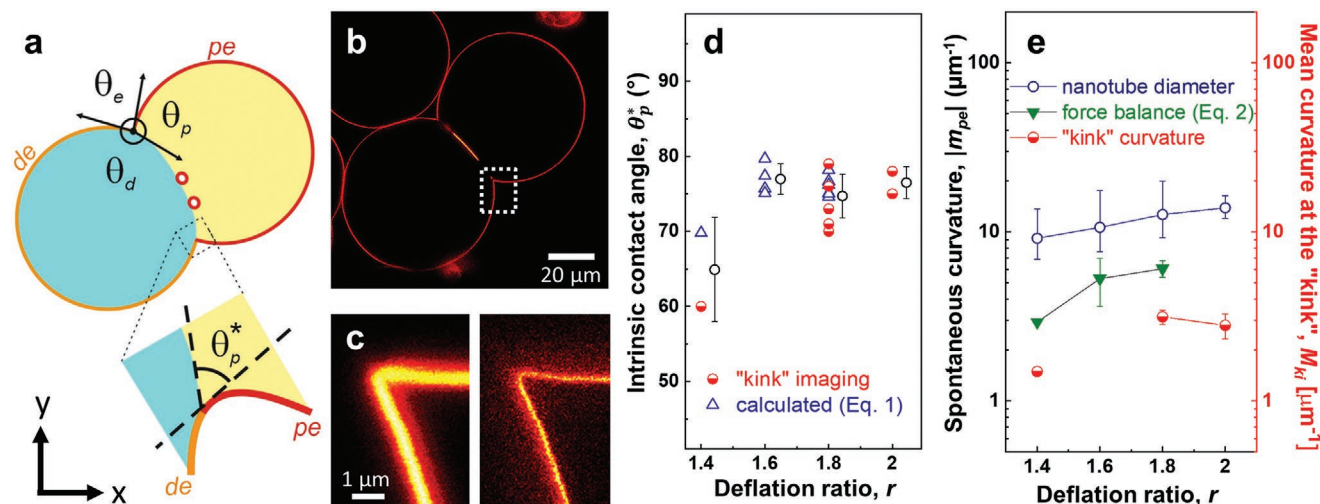 a
pe
θe
θp
θd
de
θp*
pe
de
y
x
b
20 µm
c
1 µm
d
Intrinsic contact angle, θp* (°)
90
80
70
60
50
"kink" imaging
calculated (Eq. 1)
1.4 1.6 1.8 2
Deflation ratio, r
e
Spontaneous curvature, |mpe| (µm-1)
100
10
1
nanotube diameter
force balance (Eq. 2)
"kink" curvature
1.4 1.6 1.8 2
Deflation ratio, r
100
10
1
Mean curvature at the "kink", Mki [µm-1]